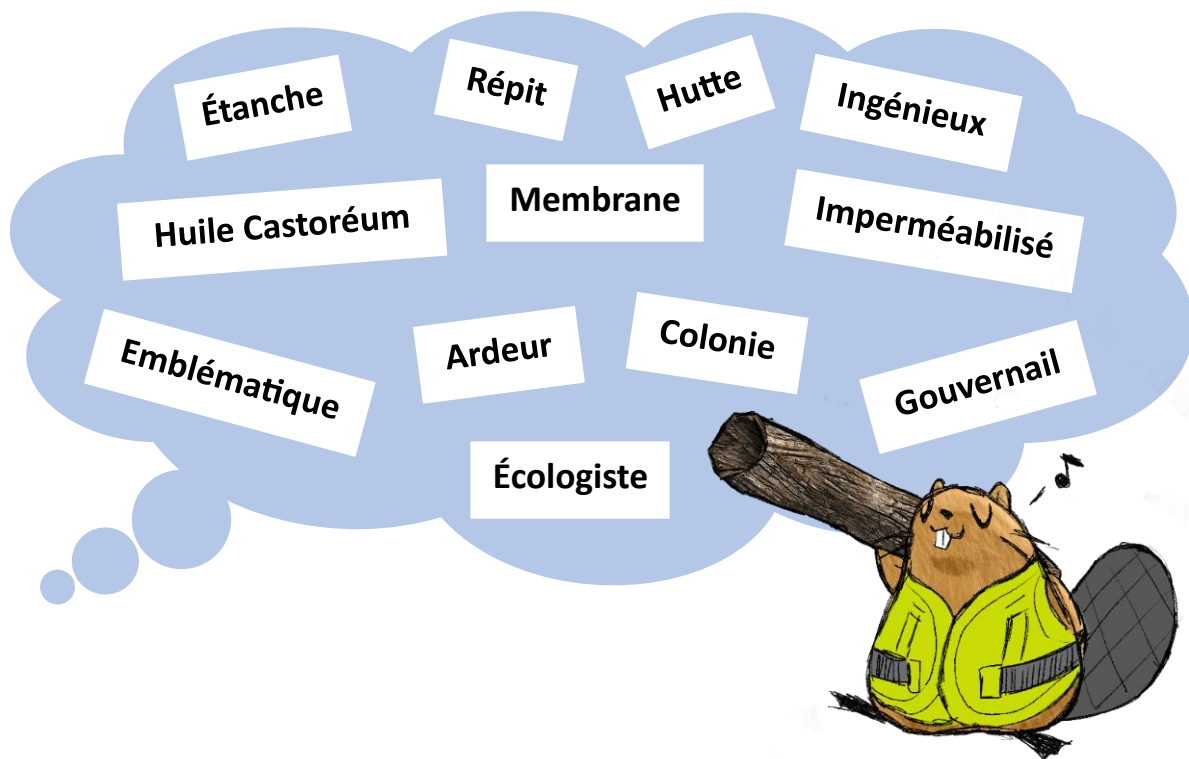 Étanche
Répit
Hutte
Ingénieux
Huile Castoréum
Membrane
Imperméabilisé
Emblématique
Ardeur
Colonie
Gouvernail
Écologiste